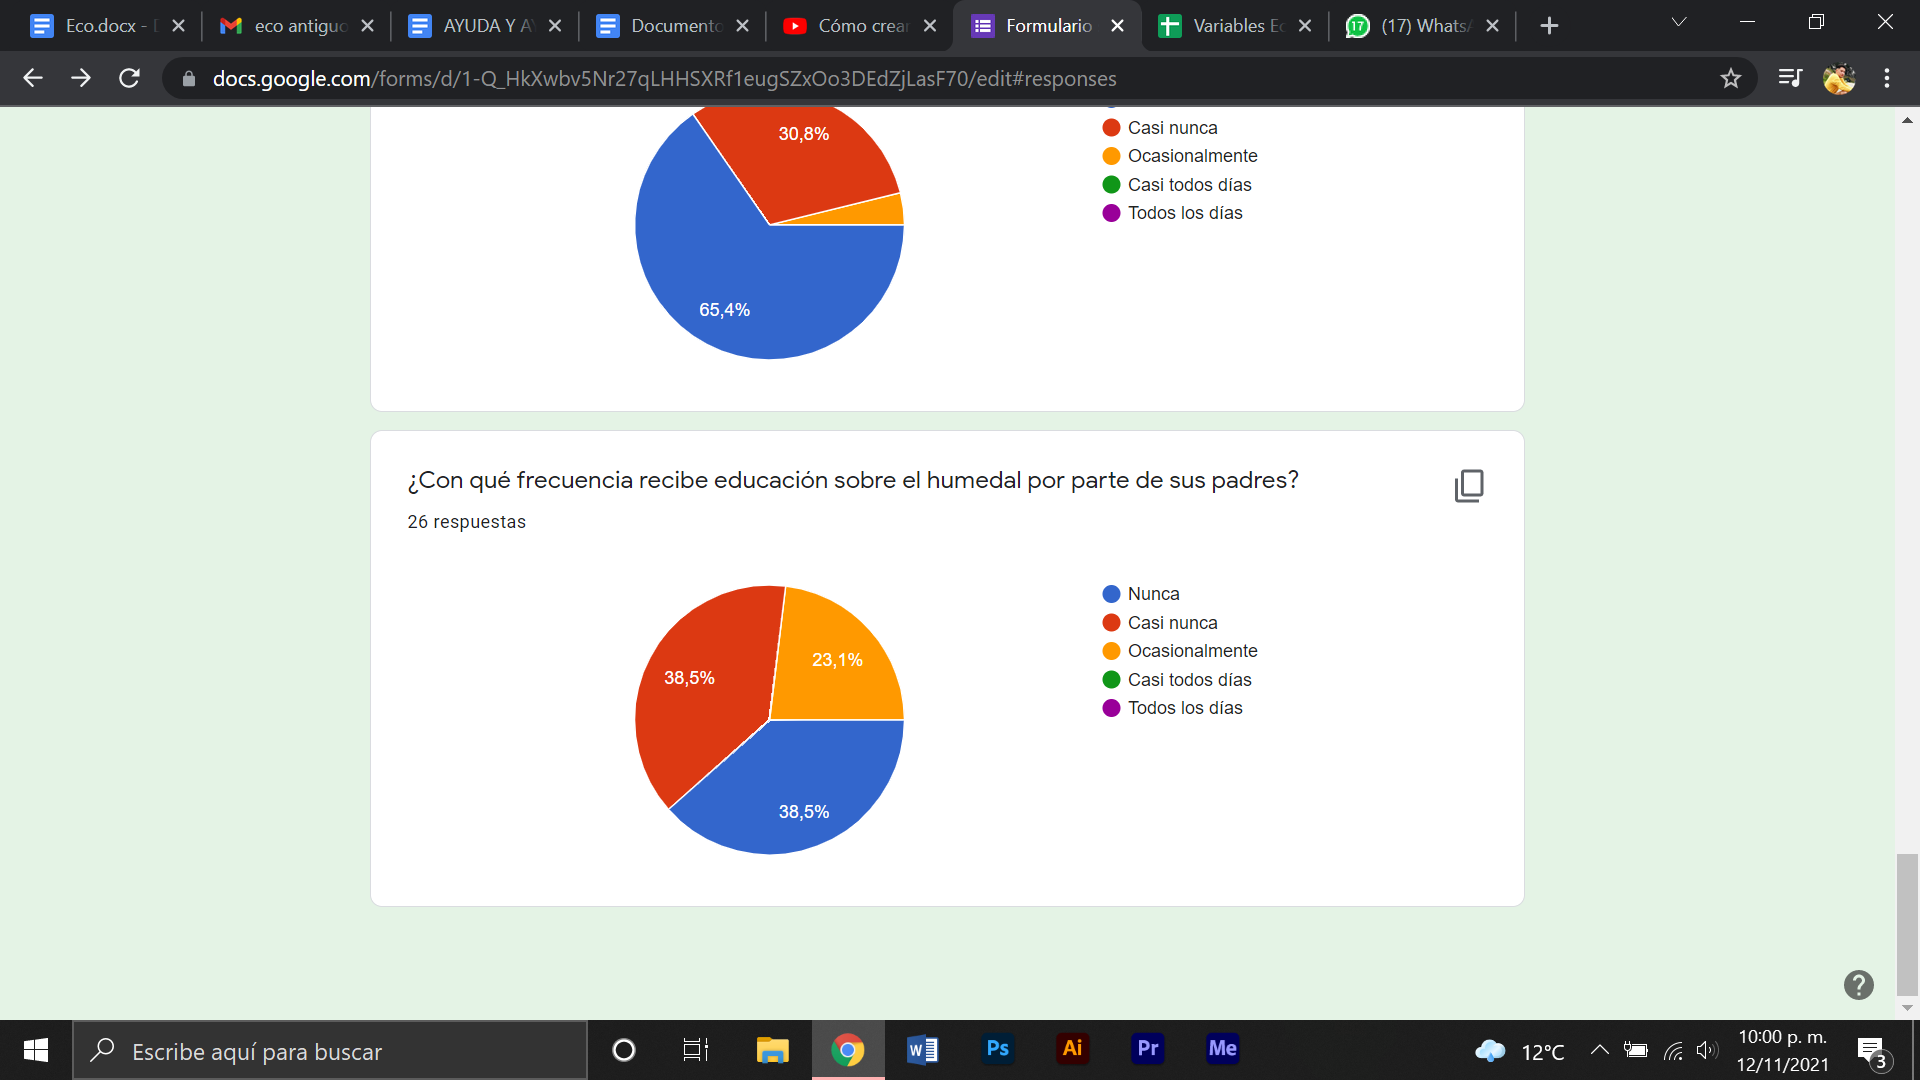 Eco.docx - D
eco antiguo
AYUDA Y A
Documento
Cómo crear
Formulario
Variables Ec
(17) WhatsA
docs.google.com/forms/d/1-Q_HkXwbv5Nr27qLHHSXRf1eugSZxOo3DEdZjLasF70/edit#responses
30,8%
65,4%
Casi nunca
Ocasionalmente
Casi todos días
Todos los días
¿Con qué frecuencia recibe educación sobre el humedal por parte de sus padres?
26 respuestas
38,5%
23,1%
38,5%
Nunca
Casi nunca
Ocasionalmente
Casi todos días
Todos los días
Escribe aquí para buscar
W
Ps
Ai
Pr
Me
12°C
10:00 p. m.
12/11/2021
3